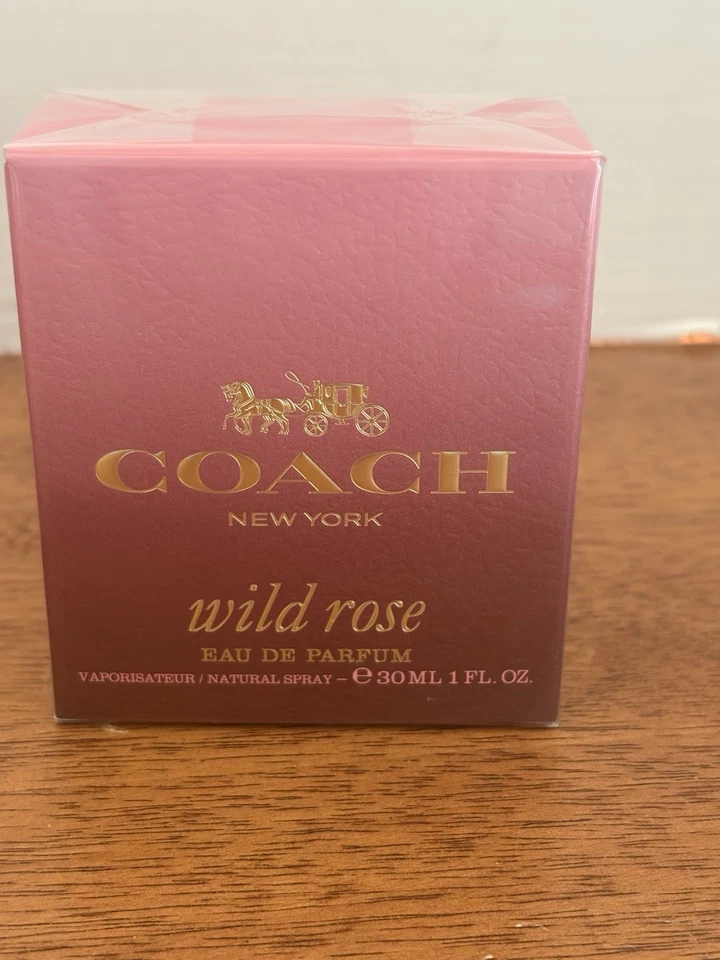 COACH
NEW YORK
wild rose
EAU DE PARFUM
VAPORISATEUR / NATURAL SPRAY – ℮ 30 ML 1 FL. OZ.